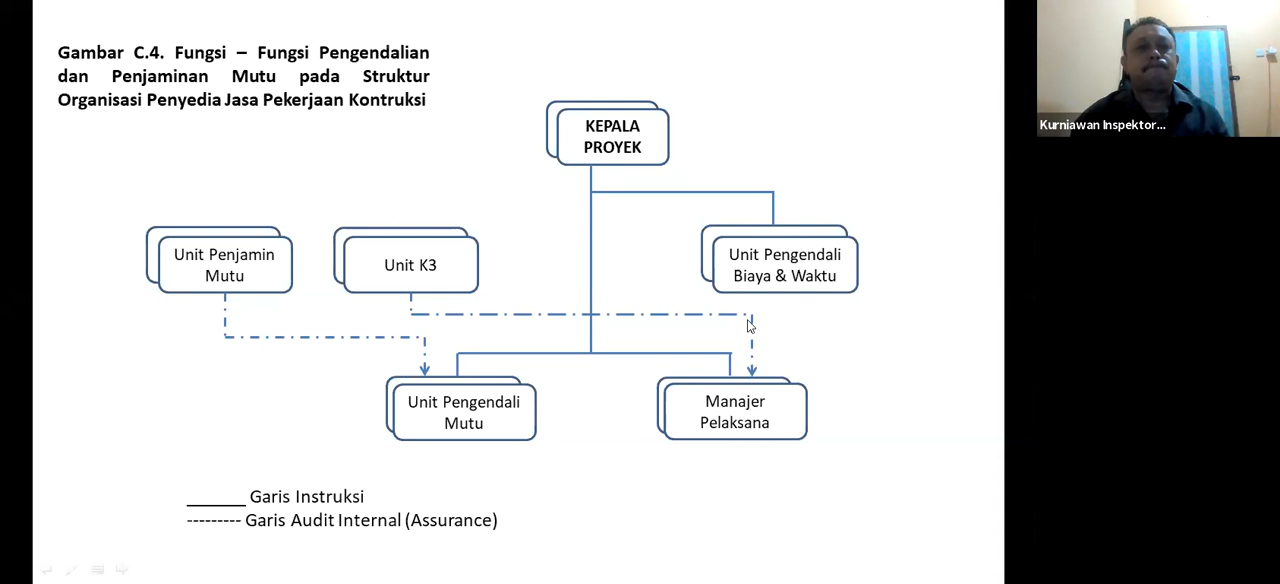 Gambar C.4. Fungsi – Fungsi Pengendalian
dan Penjaminan Mutu pada Struktur
Organisasi Penyedia Jasa Pekerjaan Kontruksi
KEPALA
PROYEK
Unit Penjamin
Mutu
Unit K3
Unit Pengendali
Biaya & Waktu
Unit Pengendali
Mutu
Manajer
Pelaksana
_______ Garis Instruksi
--------- Garis Audit Internal (Assurance)
Kurniawan Inspektor...